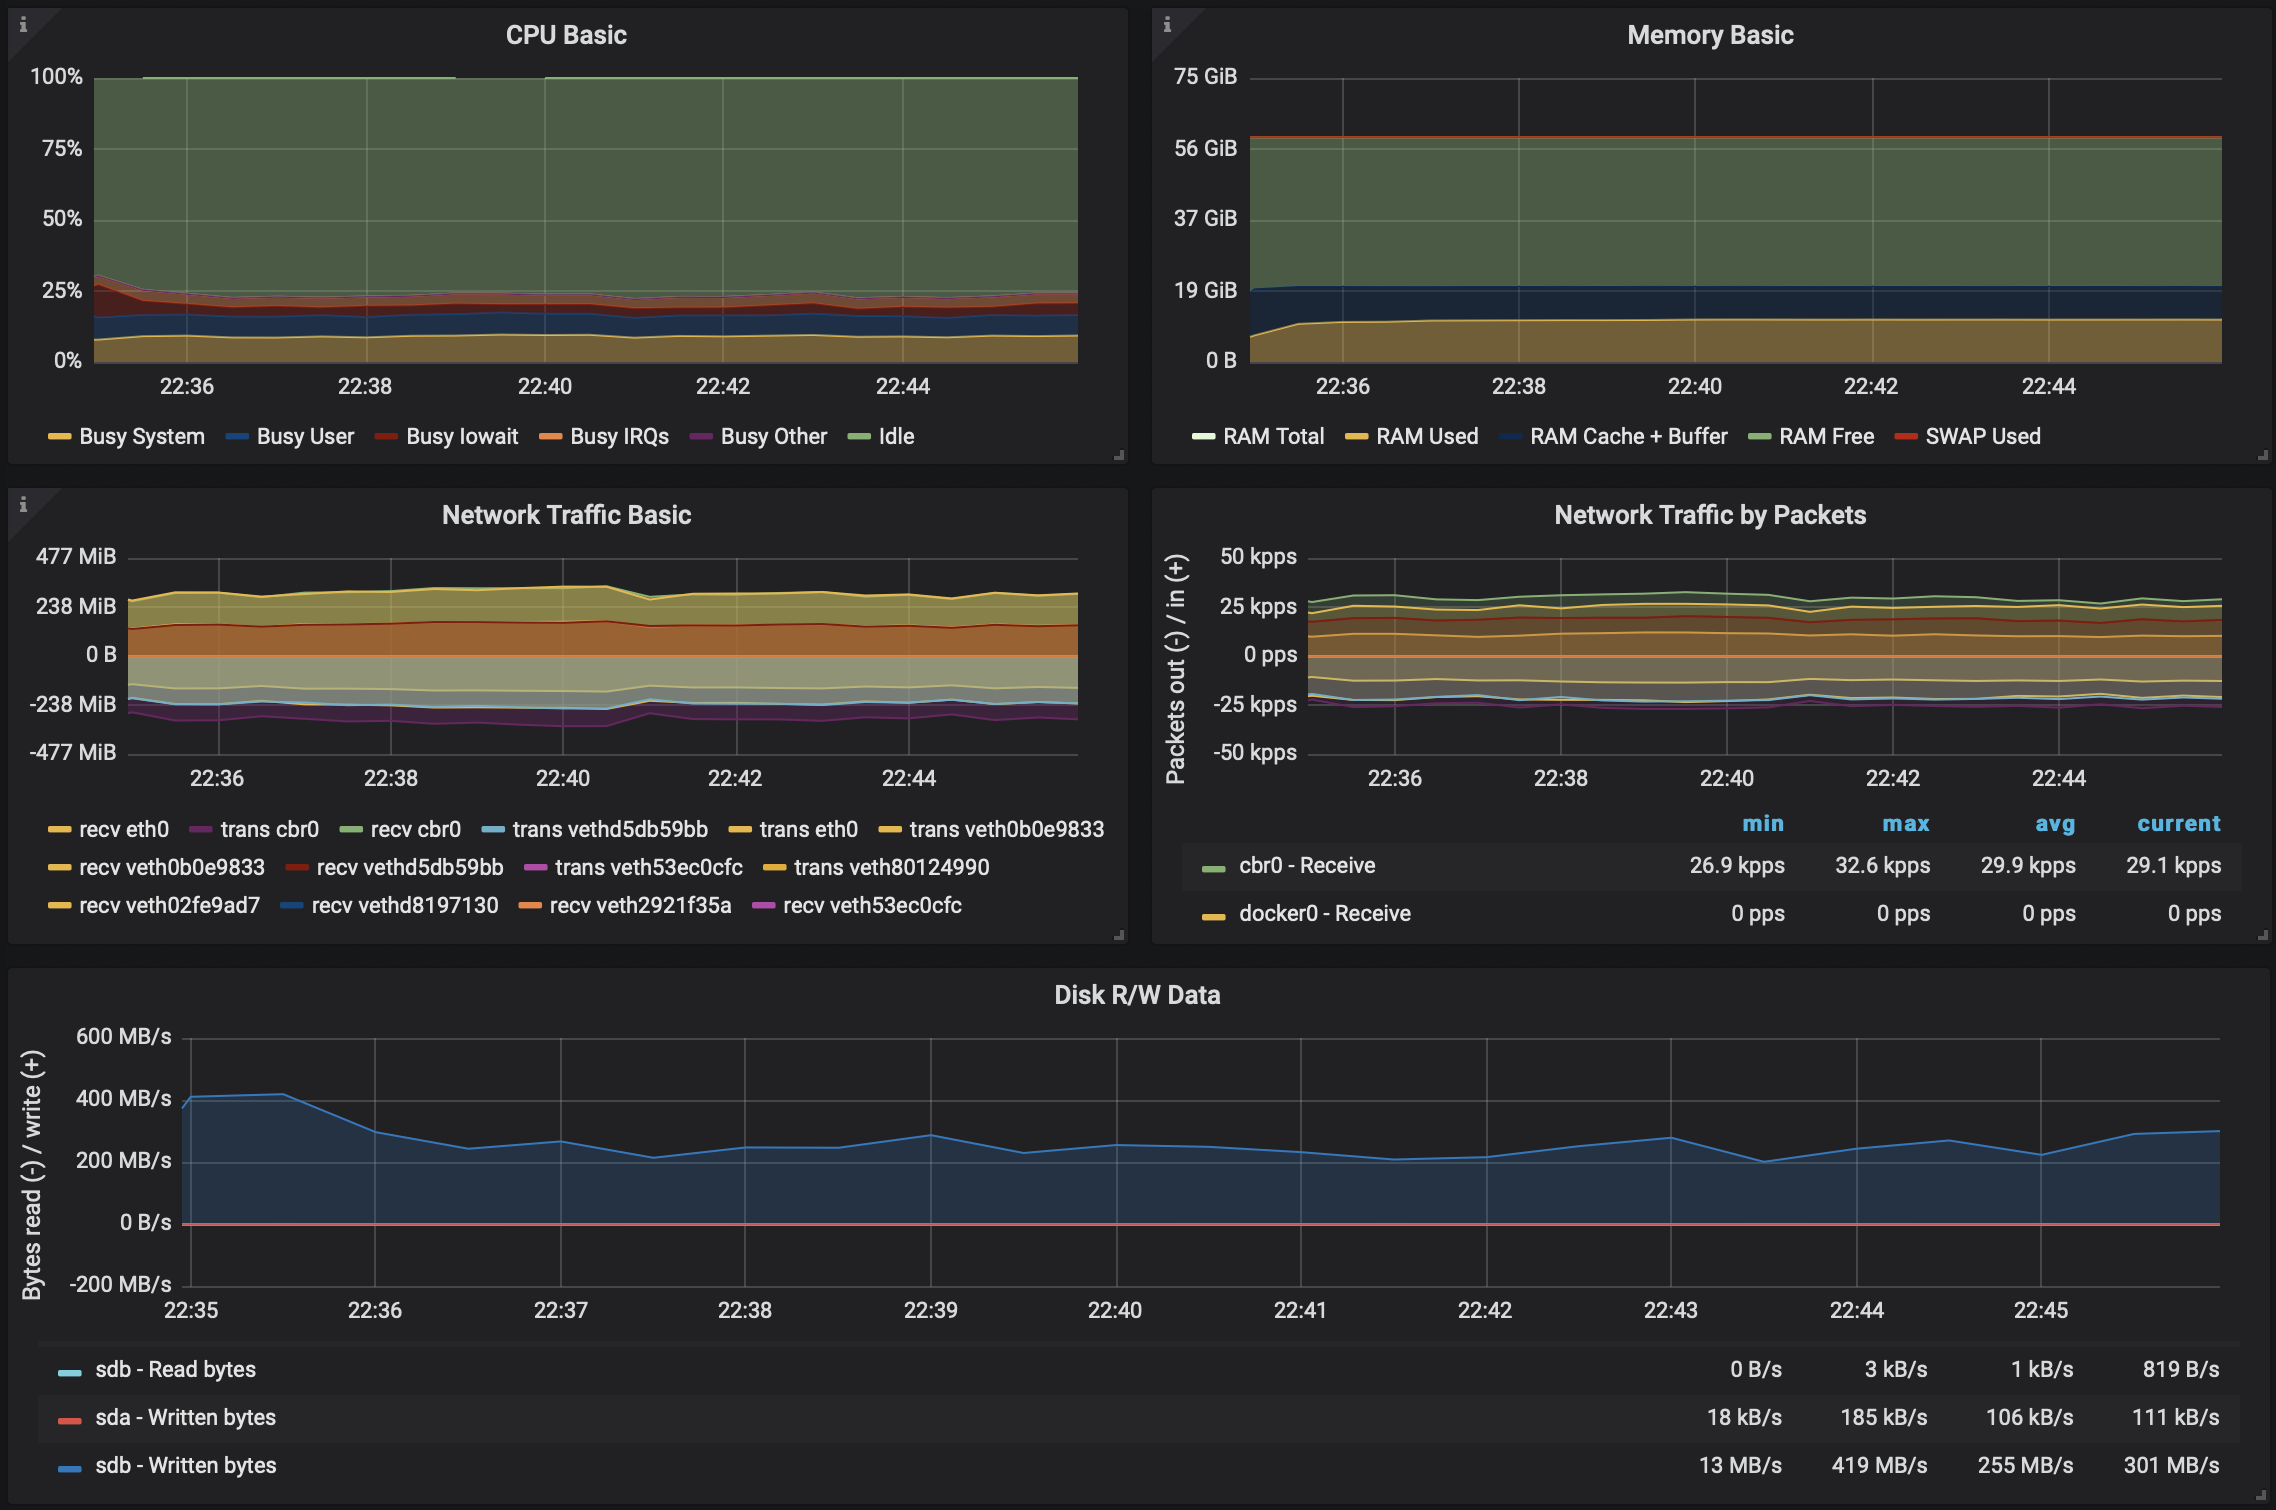 CPU Basic
100%
75%
50%
25%
0%
22:36 22:38 22:40 22:42 22:44
Busy System Busy User Busy Iowait Busy IRQs Busy Other Idle
Memory Basic
75 GiB
56 GiB
37 GiB
19 GiB
0 B
22:36 22:38 22:40 22:42 22:44
RAM Total RAM Used RAM Cache + Buffer RAM Free SWAP Used
Network Traffic Basic
477 MiB
238 MiB
0 B
-238 MiB
-477 MiB
22:36 22:38 22:40 22:42 22:44
recv eth0 trans cbr0 recv cbr0 trans vethd5db59bb trans eth0 trans veth0b0e9833
recv veth0b0e9833 recv vethd5db59bb trans veth53ec0cfc trans veth80124990
recv veth02fe9ad7 recv vethd8197130 recv veth2921f35a recv veth53ec0cfc
Network Traffic by Packets
Packets out (-) / in (+)
50 kpps
25 kpps
0 pps
-25 kpps
-50 kpps
22:36 22:38 22:40 22:42 22:44
min max avg current
cbr0 - Receive 26.9 kpps 32.6 kpps 29.9 kpps 29.1 kpps
docker0 - Receive 0 pps 0 pps 0 pps 0 pps
Disk R/W Data
Bytes read (-) / write (+)
600 MB/s
400 MB/s
200 MB/s
0 B/s
-200 MB/s
22:35 22:36 22:37 22:38 22:39 22:40 22:41 22:42 22:43 22:44 22:45
sdb - Read bytes 0 B/s 3 kB/s 1 kB/s 819 B/s
sda - Written bytes 18 kB/s 185 kB/s 106 kB/s 111 kB/s
sdb - Written bytes 13 MB/s 419 MB/s 255 MB/s 301 MB/s